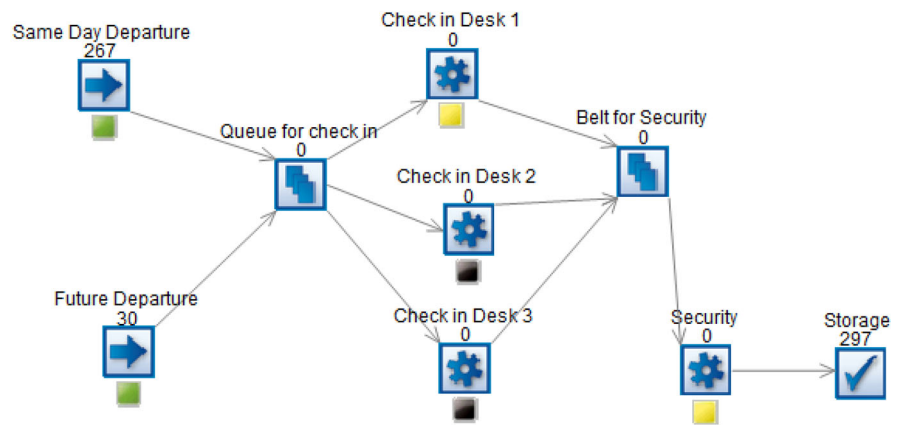 Same Day Departure
267
Check in Desk 1
0
Queue for check in
0
Belt for Security
0
Check in Desk 2
0
Future Departure
30
Check in Desk 3
0
Security
0
Storage
297